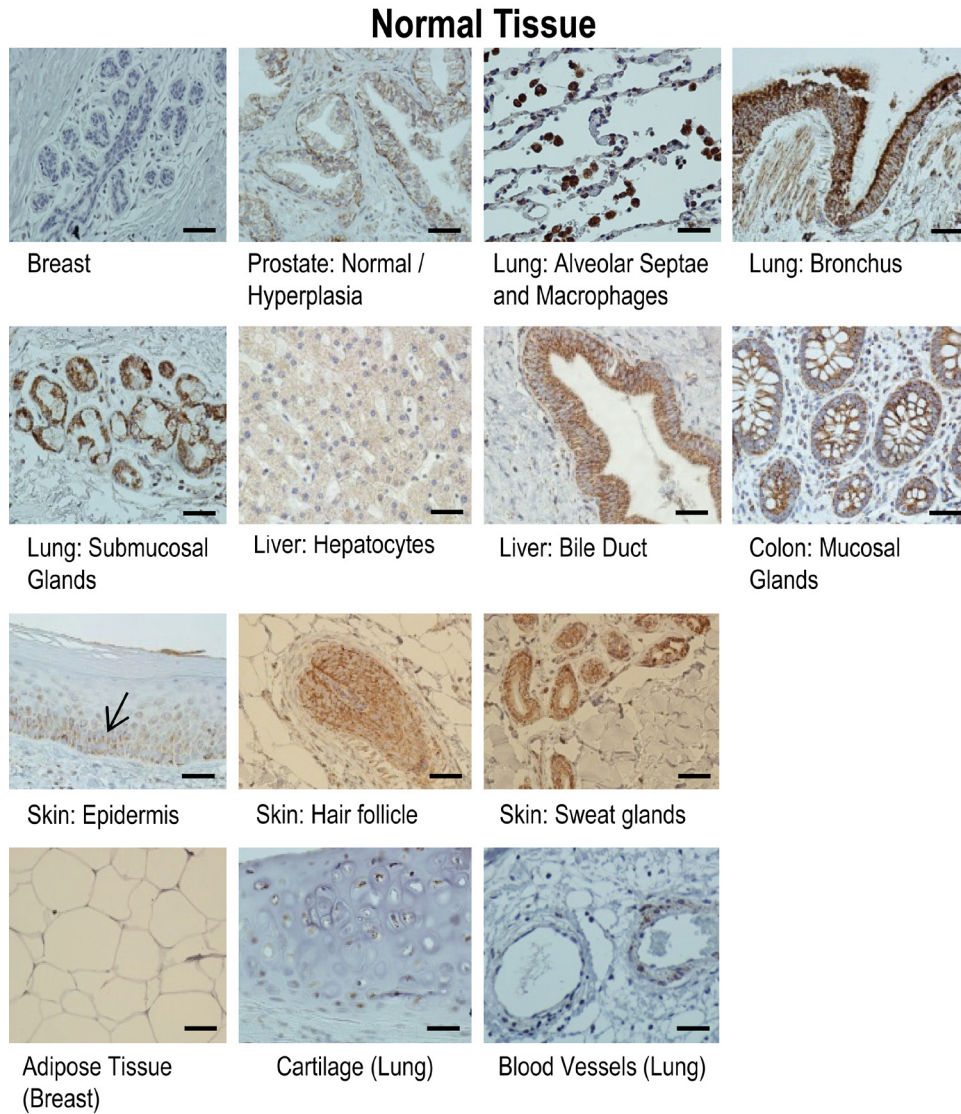 Normal Tissue
Breast
Prostate: Normal /
Hyperplasia
Lung: Alveolar Septae
and Macrophages
Lung: Bronchus
Lung: Submucosal
Glands
Liver: Hepatocytes
Liver: Bile Duct
Colon: Mucosal
Glands
Skin: Epidermis
Skin: Hair follicle
Skin: Sweat glands
Adipose Tissue
(Breast)
Cartilage (Lung)
Blood Vessels (Lung)